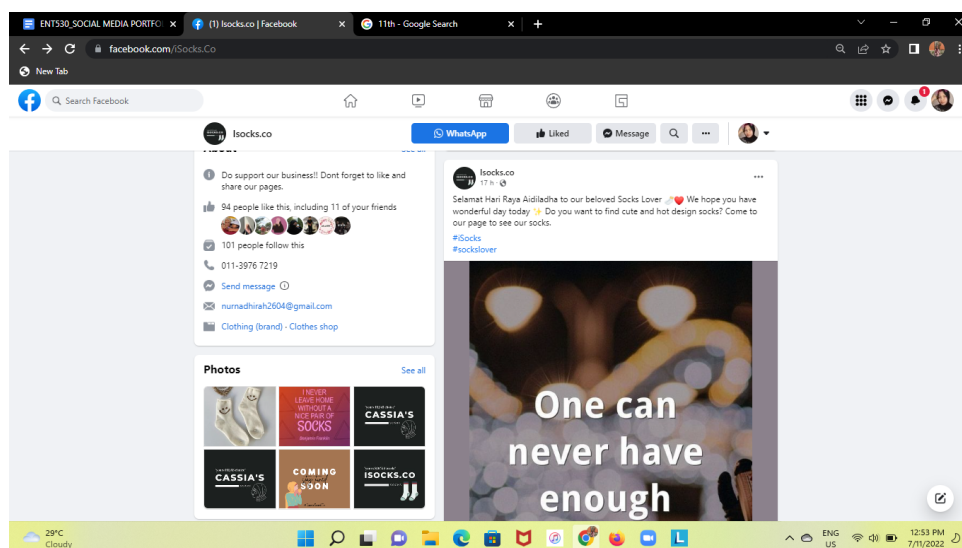 ENT530_SOCIAL MEDIA PORTFO
(1) Isocks.co | Facebook
11th - Google Search
facebook.com/iSocks.Co
New Tab
Search Facebook
1
Isocks.co
WhatsApp
Liked
Message
About
See all
Do support our business!! Dont forget to like and
share our pages.
94 people like this, including 11 of your friends
101 people follow this
011-3976 7219
Send message
nurnadhirah2604@gmail.com
Clothing (brand) · Clothes shop
Photos
See all
I NEVER
LEAVE HOME
WITHOUT A
NICE PAIR OF
SOCKS
CASSIA'S
CASSIA'S
COMING
SOON
ISOCKS.CO
Isocks.co
17 h ·
Selamat Hari Raya Aidiladha to our beloved Socks Lover 🧦❤️ We hope you have
wonderful day today ✨ Do you want to find cute and hot design socks? Come to
our page to see our socks.
#iSocks
#sockslover
One can
never have
enough
29°C
Cloudy
ENG
US
12:53 PM
7/11/2022